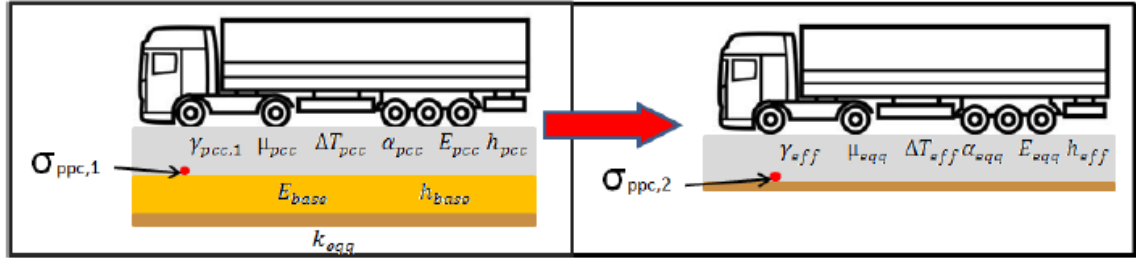 γpcc,1 μpcc ΔTpcc αpcc Epcc hpcc
σppc,1
Ebase hbase
keqq
γeff μeqq ΔTeff αeqq Eeqq heff
σppc,2